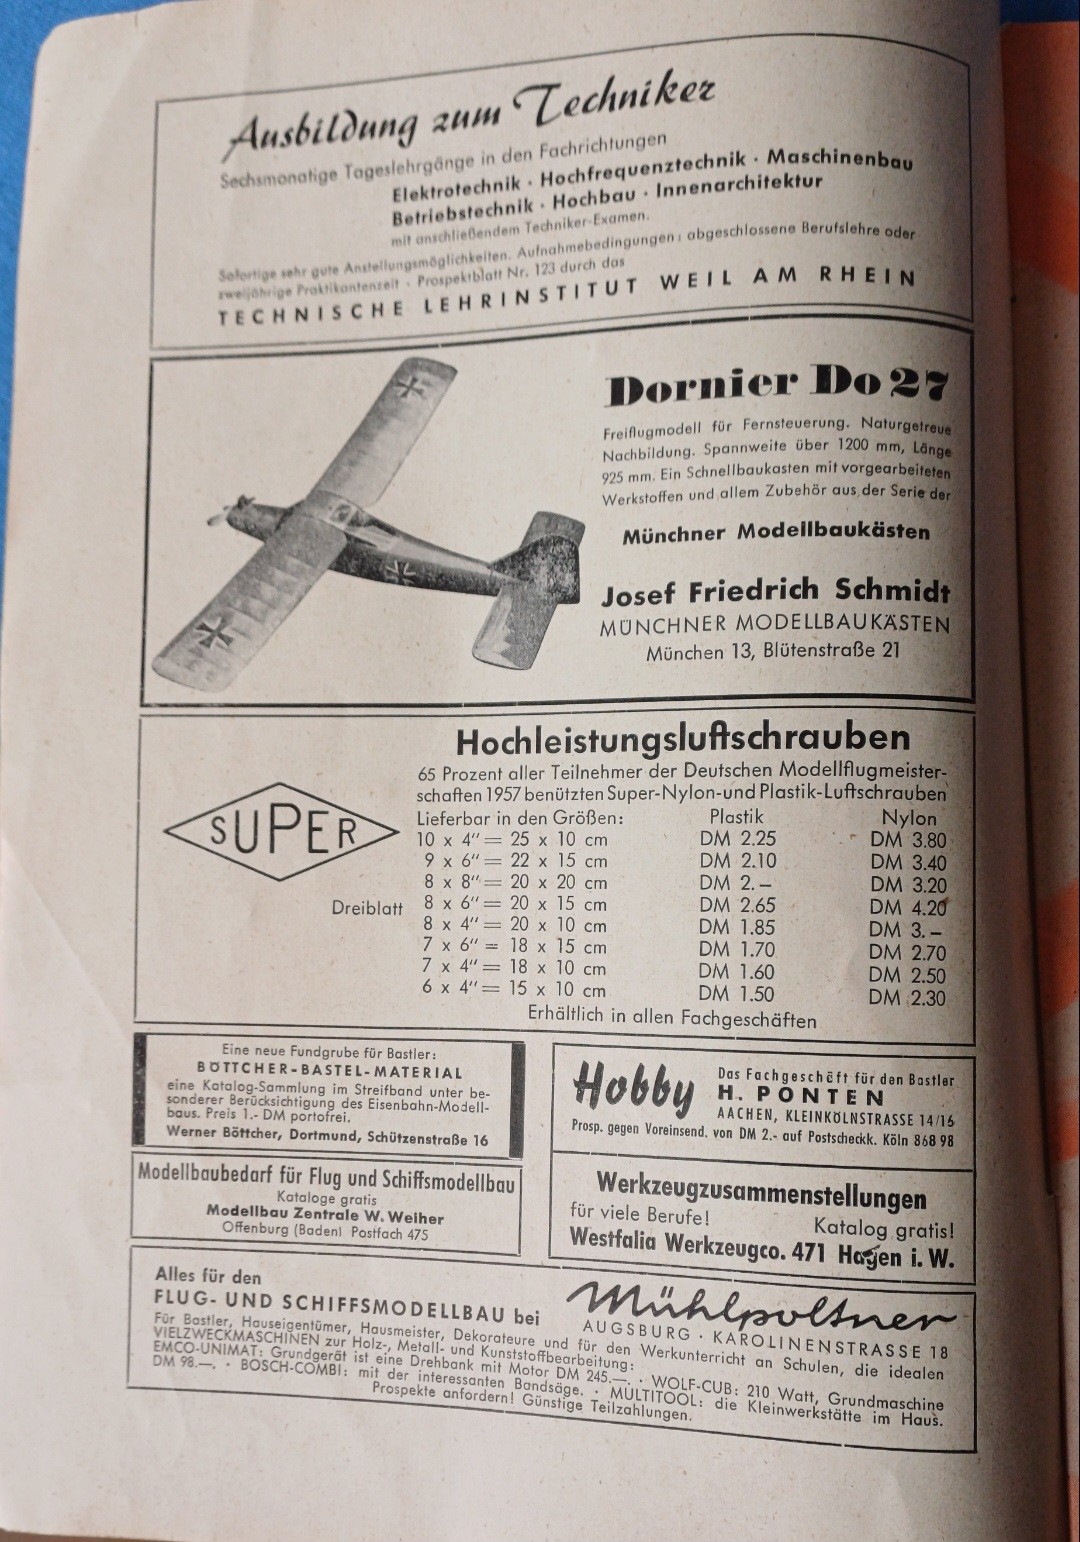 Ausbildung zum Techniker
Sechsmonatige Tageslehrgänge in den Fachrichtungen
Elektrotechnik · Hochfrequenztechnik · Maschinenbau
Betriebstechnik · Hochbau · Innenarchitektur
mit anschließendem Techniker-Examen.
Sofortige sehr gute Anstellungsmöglichkeiten. Aufnahmebedingungen: abgeschlossene Berufslehre oder
zweijährige Praktikantenzeit - Prospektblatt Nr. 123 durch das
TECHNISCHE LEHRINSTITUT WEIL AM RHEIN
Dornier Do 27
Freiflugmodell für Fernsteuerung. Naturgetreue
Nachbildung. Spannweite über 1200 mm, Länge
925 mm. Ein Schnellbaukasten mit vorgearbeiteten
Werkstoffen und allem Zubehör aus der Serie der
Münchner Modellbaukästen
Josef Friedrich Schmidt
MÜNCHNER MODELLBAUKÄSTEN
München 13, Blütenstraße 21
Hochleistungsluftschrauben
65 Prozent aller Teilnehmer der Deutschen Modellflugmeister-
schaften 1957 benützten Super-Nylon-und Plastik-Luftschrauben
SUPER
Lieferbar in den Größen: Plastik Nylon
10 x 4" = 25 x 10 cm DM 2.25 DM 3.80
9 x 6" = 22 x 15 cm DM 2.10 DM 3.40
8 x 8" = 20 x 20 cm DM 2.– DM 3.20
Dreiblatt 8 x 6" = 20 x 15 cm DM 2.65 DM 4.20
8 x 4" = 20 x 10 cm DM 1.85 DM 3.–
7 x 6" = 18 x 15 cm DM 1.70 DM 2.70
7 x 4" = 18 x 10 cm DM 1.60 DM 2.50
6 x 4" = 15 x 10 cm DM 1.50 DM 2.30
Erhältlich in allen Fachgeschäften
Eine neue Fundgrube für Bastler:
BÖTTCHER-BASTEL-MATERIAL
eine Katalog-Sammlung im Streifband unter be-
sonderer Berücksichtigung des Eisenbahn-Modell-
baus. Preis 1.- DM portofrei.
Werner Böttcher, Dortmund, Schützenstraße 16
Modellbaubedarf für Flug und Schiffsmodellbau
Kataloge gratis
Modellbau Zentrale W. Weiher
Offenburg (Baden) Postfach 475
Hobby
Das Fachgeschäft für den Bastler
H. PONTEN
AACHEN, KLEINKÖLNSTRASSE 14/16
Prosp. gegen Voreinsend. von DM 2.- auf Postscheckk. Köln 868 98
Werkzeugzusammenstellungen
für viele Berufe! Katalog gratis!
Westfalia Werkzeugco. 471 Hagen i. W.
Alles für den
FLUG- UND SCHIFFSMODELLBAU bei Mühlpoltner
AUGSBURG · KAROLINENSTRASSE 18
Für Bastler, Hauseigentümer, Hausmeister, Dekorateure und für den Werkunterricht an Schulen, die idealen
VIELZWECKMASCHINEN zur Holz-, Metall- und Kunststoffbearbeitung:
EMCO-UNIMAT: Grundgerät ist eine Drehbank mit Motor DM 245.—. · WOLF-CUB: 210 Watt, Grundmaschine
DM 98.—. · BOSCH-COMBI: mit der interessanten Bandsäge. · MULTITOOL: die Kleinwerkstätte im Haus.
Prospekte anfordern! Günstige Teilzahlungen.